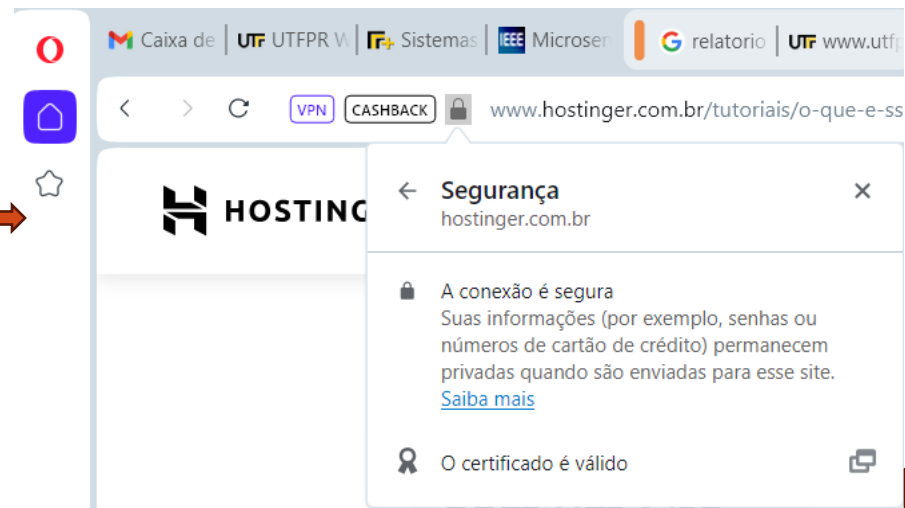 Caixa de UTF UTFPR W Sistemas IEEE Microser G relatorio UTF www.utfp
VPN CASHBACK www.hostinger.com.br/tutoriais/o-que-e-ss
HOSTING
Segurança
hostinger.com.br
A conexão é segura
Suas informações (por exemplo, senhas ou
números de cartão de crédito) permanecem
privadas quando são enviadas para esse site.
Saiba mais
O certificado é válido